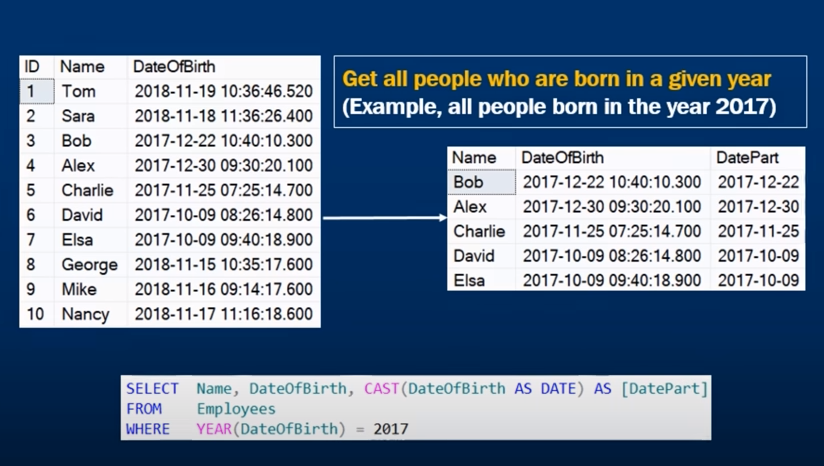 ID Name DateOfBirth
1 Tom 2018-11-19 10:36:46.520
2 Sara 2018-11-18 11:36:26.400
3 Bob 2017-12-22 10:40:10.300
4 Alex 2017-12-30 09:30:20.100
5 Charlie 2017-11-25 07:25:14.700
6 David 2017-10-09 08:26:14.800
7 Elsa 2017-10-09 09:40:18.900
8 George 2018-11-15 10:35:17.600
9 Mike 2018-11-16 09:14:17.600
10 Nancy 2018-11-17 11:16:18.600
Get all people who are born in a given year
(Example, all people born in the year 2017)
Name DateOfBirth DatePart
Bob 2017-12-22 10:40:10.300 2017-12-22
Alex 2017-12-30 09:30:20.100 2017-12-30
Charlie 2017-11-25 07:25:14.700 2017-11-25
David 2017-10-09 08:26:14.800 2017-10-09
Elsa 2017-10-09 09:40:18.900 2017-10-09
SELECT Name, DateOfBirth, CAST(DateOfBirth AS DATE) AS [DatePart]
FROM Employees
WHERE YEAR(DateOfBirth) = 2017